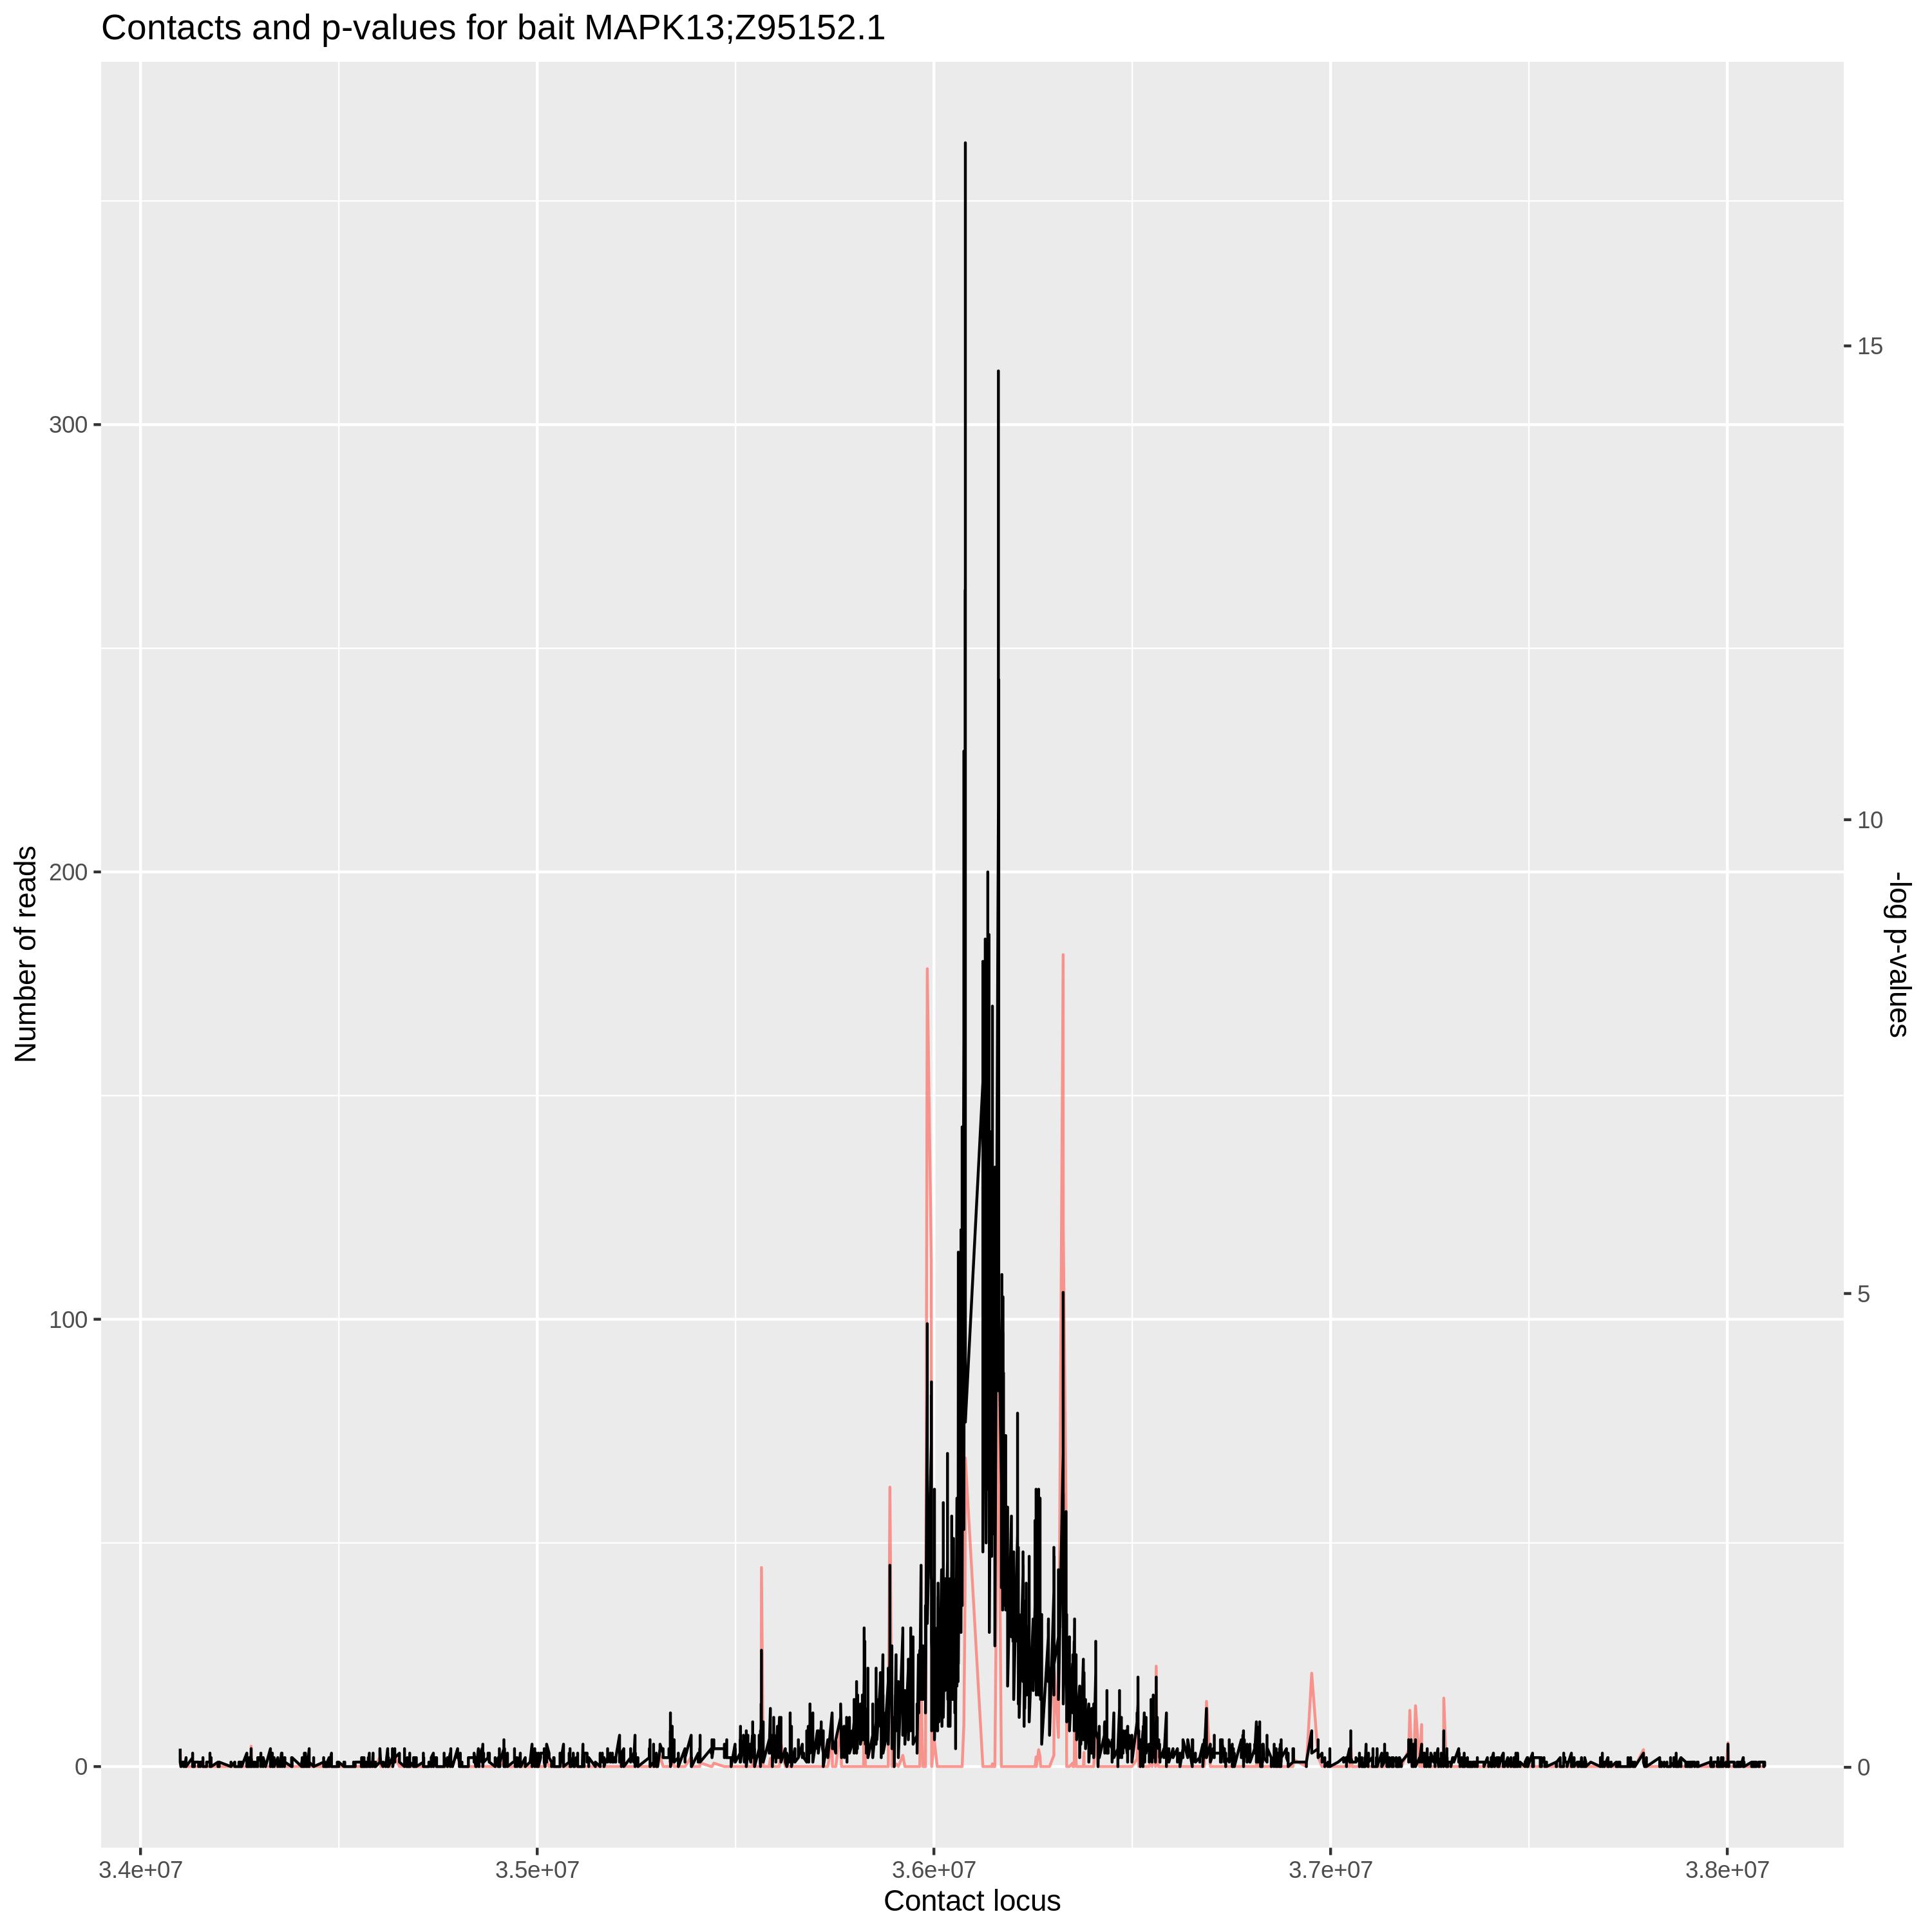 Contacts and p-values for bait MAPK13;Z95152.1
Number of reads
300
200
100
0
15
10
5
0
-log p-values
3.4e+07 3.5e+07 3.6e+07 3.7e+07 3.8e+07
Contact locus